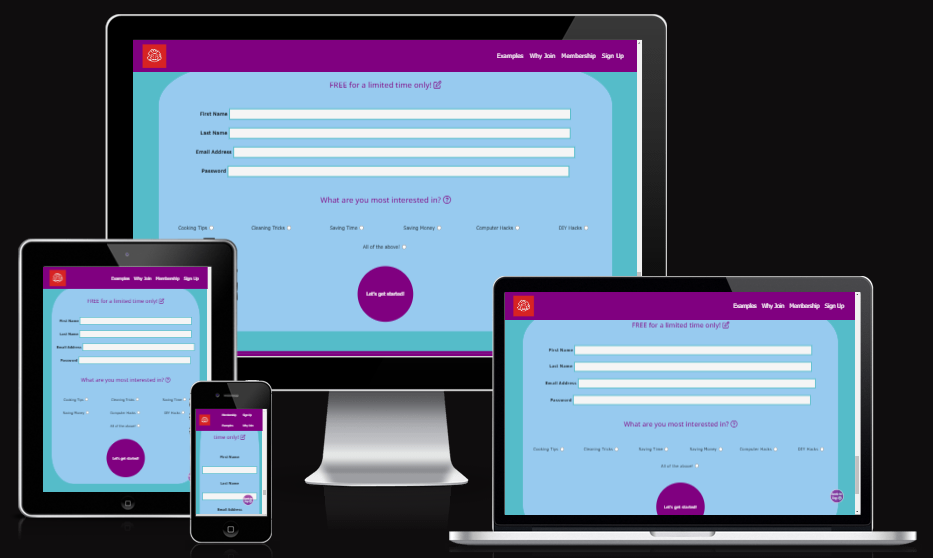 Examples Why Join Membership Sign Up
FREE for a limited time only!
First Name
Last Name
Email Address
Password
What are you most interested in?
Cooking Tips Cleaning Tricks Saving Time Saving Money Computer Hacks DIY Hacks
All of the above!
Let's get started!
Examples Why Join Membership Sign Up
FREE for a limited time only!
First Name
Last Name
Email Address
Password
What are you most interested in?
Cooking Tips Cleaning Tricks Saving Time
Saving Money Computer Hacks DIY Hacks
All of the above!
Let's get started!
Membership Sign Up
Examples Why Join
time only!
First Name
Last Name
Email Address
Examples Why Join Membership Sign Up
FREE for a limited time only!
First Name
Last Name
Email Address
Password
What are you most interested in?
Cooking Tips Cleaning Tricks Saving Time Saving Money Computer Hacks DIY Hacks
All of the above!
Let's get started!